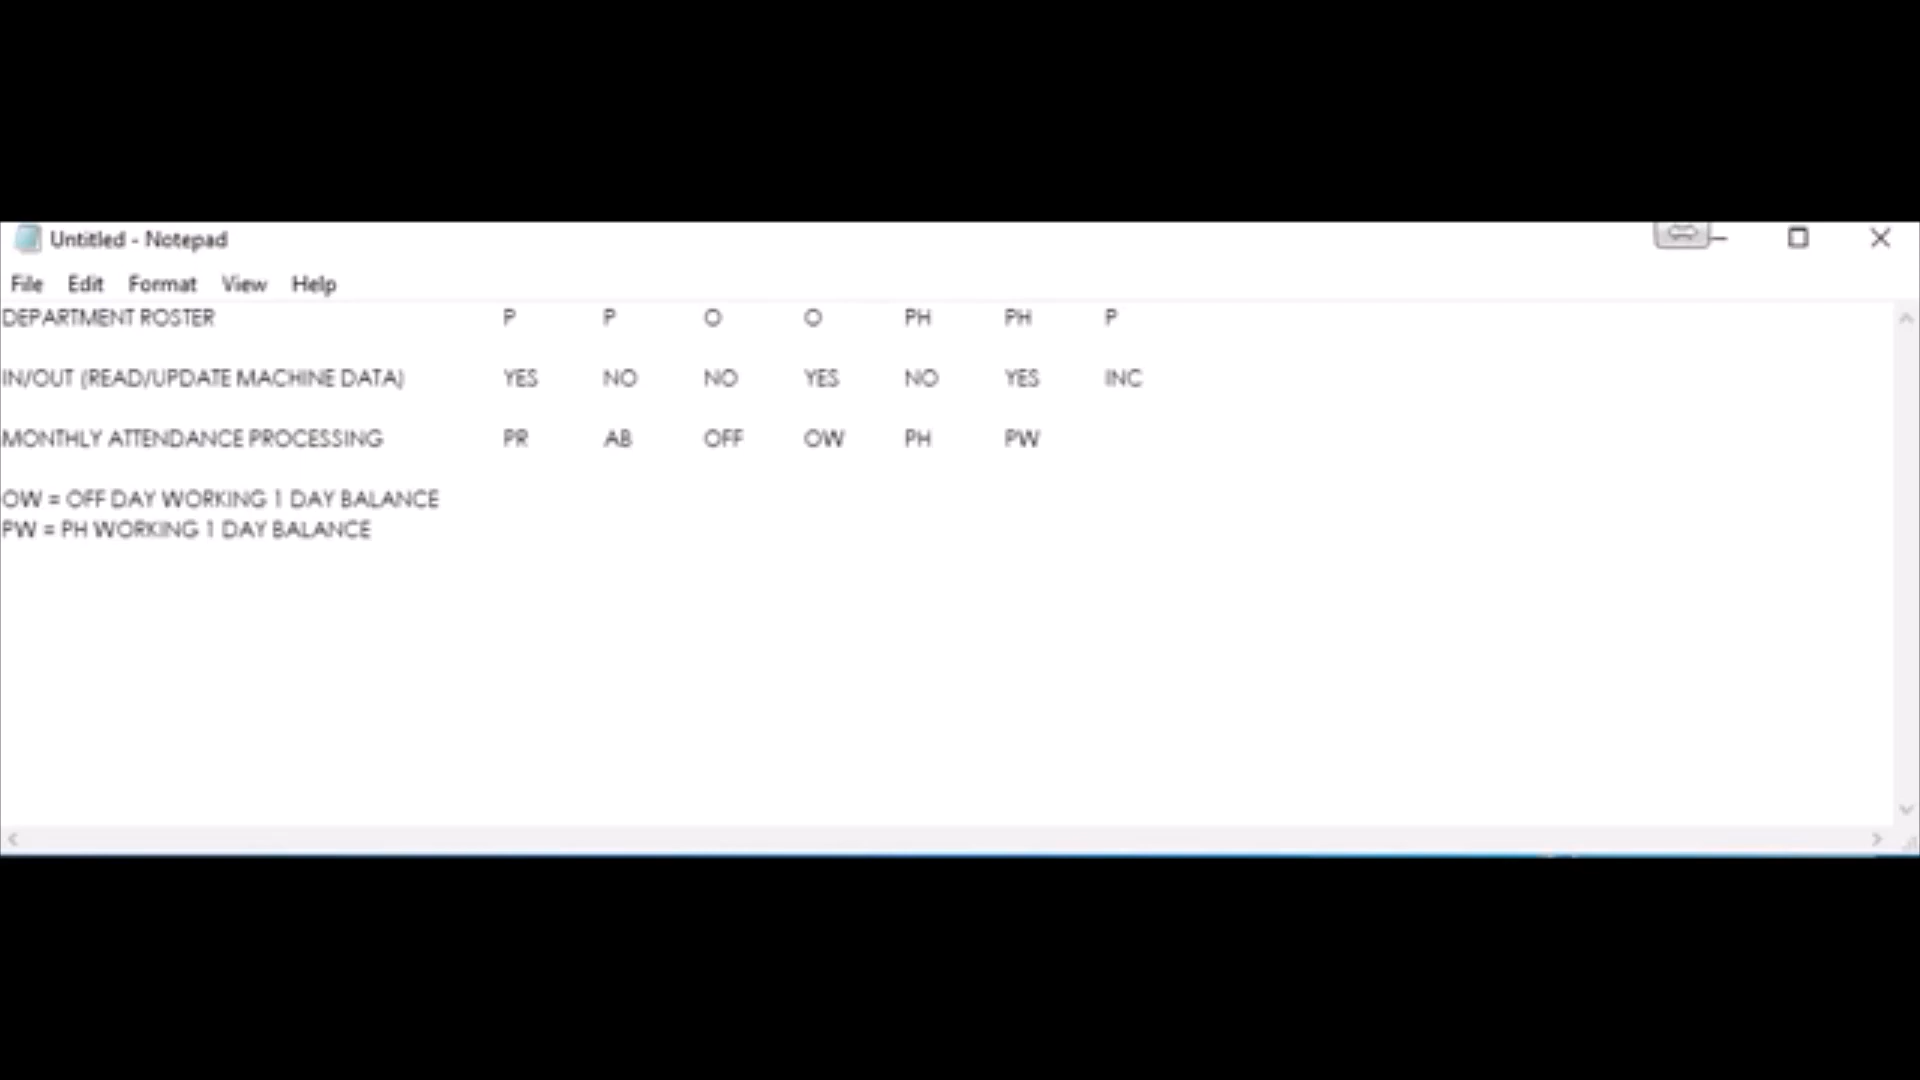 Untitled - Notepad
File Edit Format View Help
DEPARTMENT ROSTER P P O O PH PH P
IN/OUT (READ/UPDATE MACHINE DATA) YES NO NO YES NO YES INC
MONTHLY ATTENDANCE PROCESSING PR AB OFF OW PH PW
OW = OFF DAY WORKING 1 DAY BALANCE
PW = PH WORKING 1 DAY BALANCE